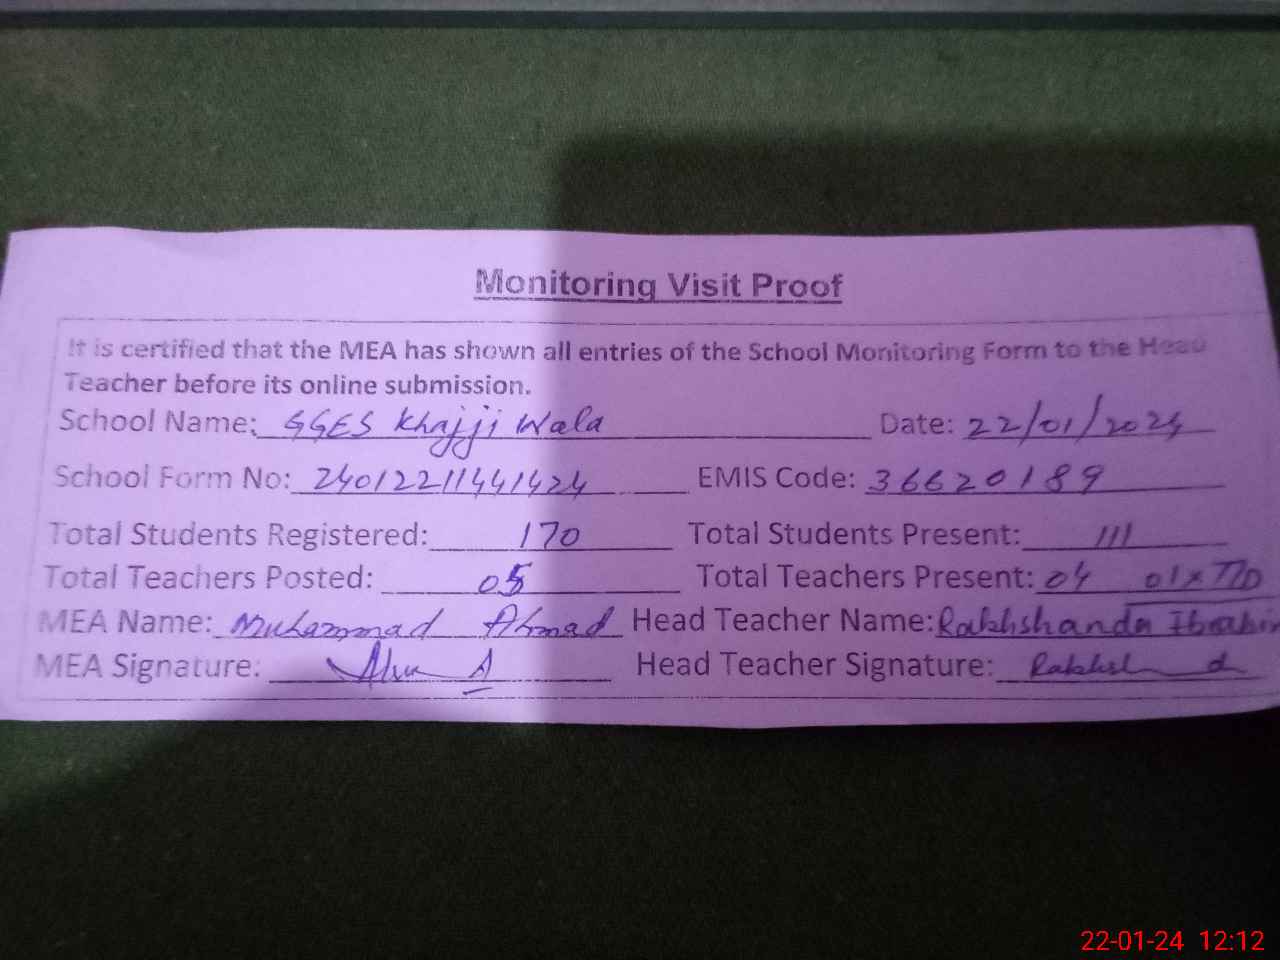 Monitoring Visit Proof
It is certified that the MEA has shown all entries of the School Monitoring Form to the Head
Teacher before its online submission.
School Name: GGES Khajji Wala Date: 22/01/2024
School Form No: 24012211441424 EMIS Code: 36620189
Total Students Registered: 170 Total Students Present: 111
Total Teachers Posted: 05 Total Teachers Present: 04 01x
MEA Name: Muhammad Ahmad Head Teacher Name: Rakhshanda Ibrahim
MEA Signature: Head Teacher Signature:
22-01-24 12:12